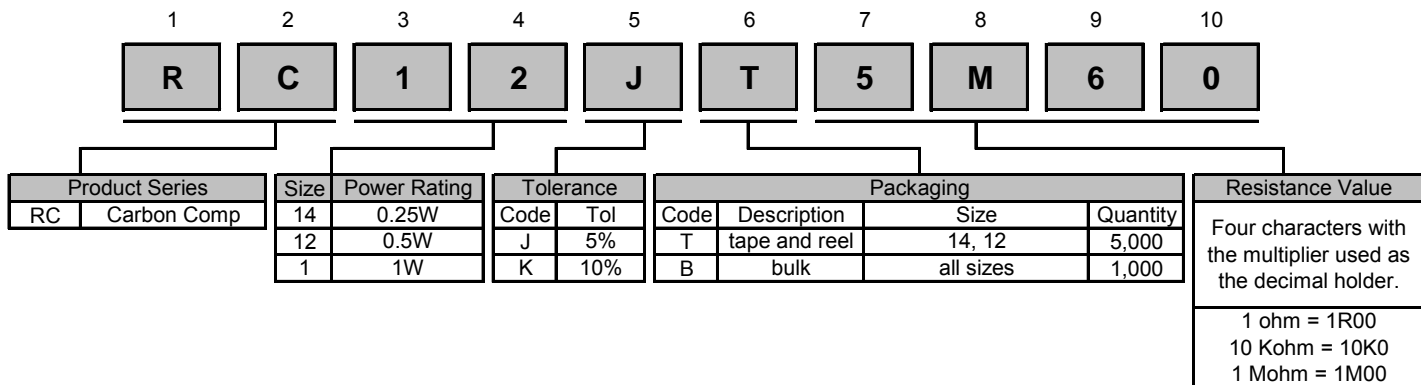 1 2 3 4 5 6 7 8 9 10
R C 1 2 J T 5 M 6 0
Product Series
RC Carbon Comp
Size Power Rating
14 0.25W
12 0.5W
1 1W
Tolerance
Code Tol
J 5%
K 10%
Packaging
Code Description Size Quantity
T tape and reel 14, 12 5,000
B bulk all sizes 1,000
Resistance Value
Four characters with
the multiplier used as
the decimal holder.
1 ohm = 1R00
10 Kohm = 10K0
1 Mohm = 1M00